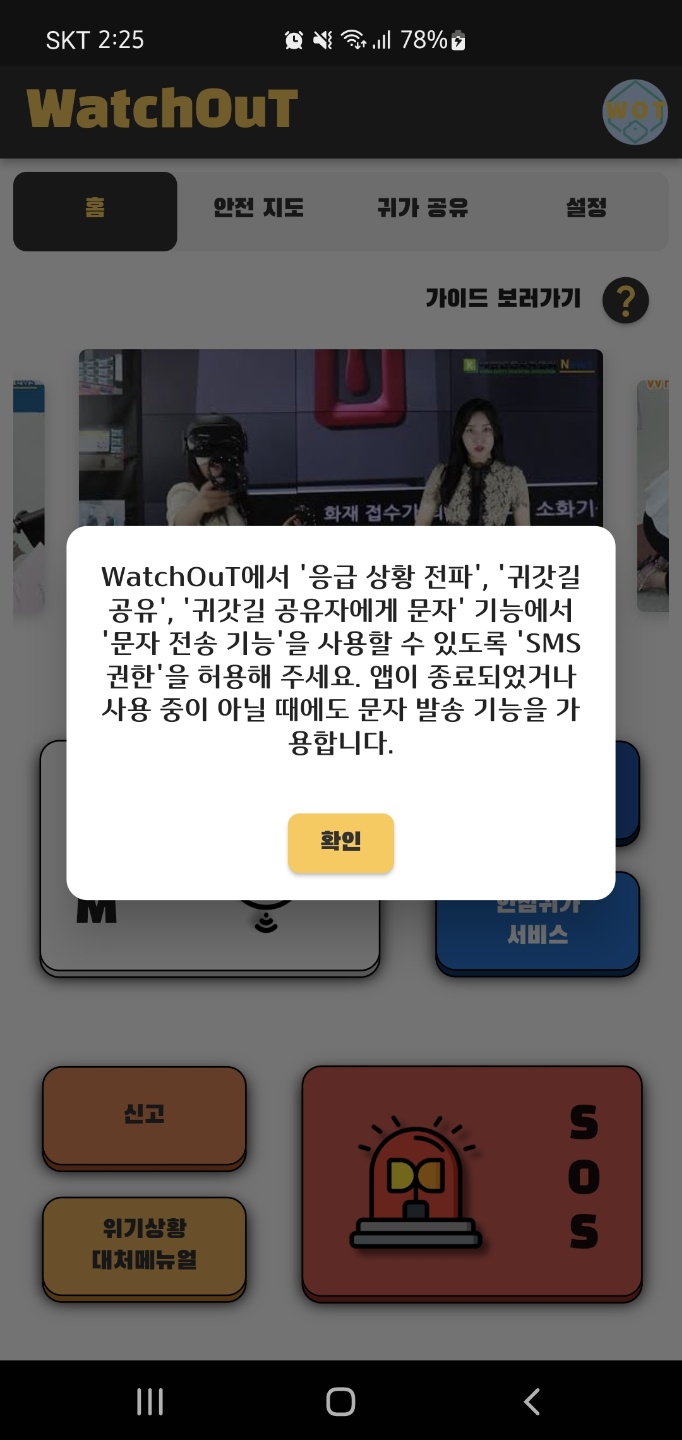 SKT 2:25 78%
WatchOuT
WOT
홈 안전 지도 귀가 공유 설정
가이드 보러가기 ?
화재 접수기 소화기
WatchOuT에서 '응급 상황 전파', '귀갓길
공유', '귀갓길 공유자에게 문자' 기능에서
'문자 전송 기능'을 사용할 수 있도록 'SMS
권한'을 허용해 주세요. 앱이 종료되었거나
사용 중이 아닐 때에도 문자 발송 기능을 가
용합니다.
확인
M
안심귀가
서비스
신고
위기상황
대처메뉴얼
S
O
S